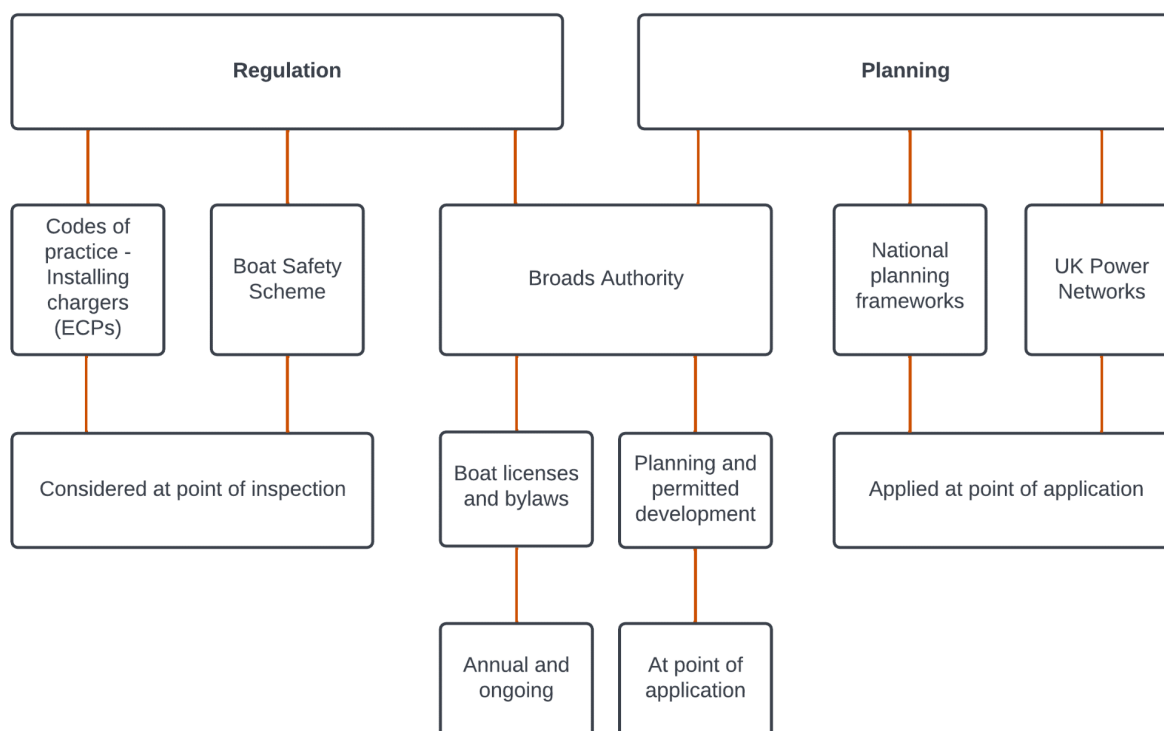 Regulation
Planning
Codes of
practice -
Installing
chargers
(ECPs)
Boat Safety
Scheme
Broads Authority
National
planning
frameworks
UK Power
Networks
Considered at point of inspection
Boat licenses
and bylaws
Planning and
permitted
development
Applied at point of application
Annual and
ongoing
At point of
application